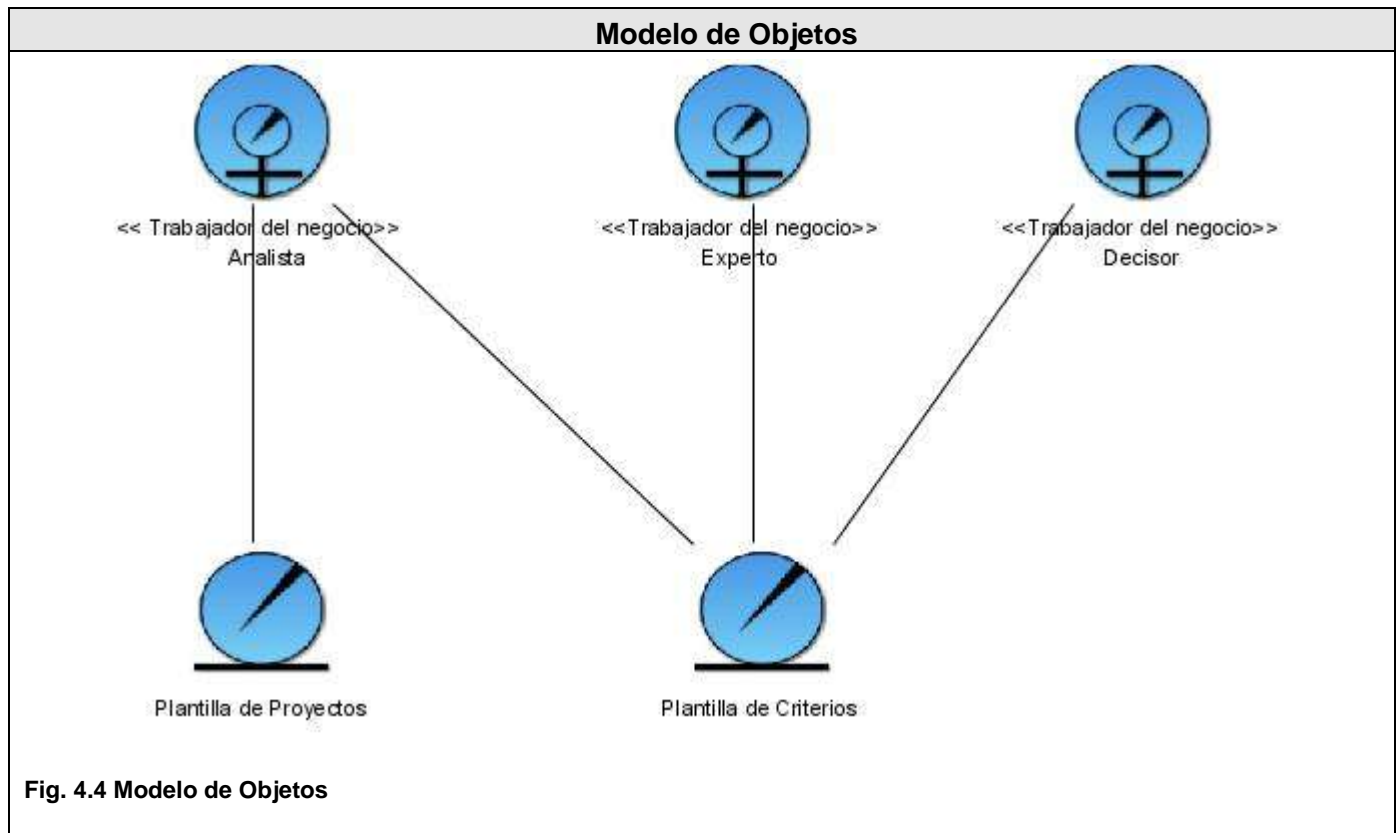 Modelo de Objetos
<< Trabajador del negocio>>
Analista
<<Trabajador del negocio>>
Experto
<<Trabajador del negocio>>
Decisor
Plantilla de Proyectos
Plantilla de Criterios
Fig. 4.4 Modelo de Objetos